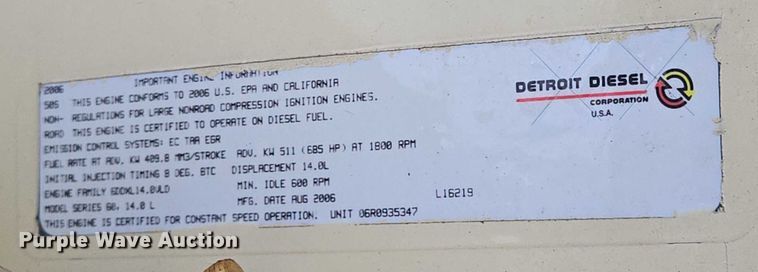 2006 IMPORTANT ENGINE INFORMATION
50S THIS ENGINE CONFORMS TO 2006 U.S. EPA AND CALIFORNIA
NON- REGULATIONS FOR LARGE NONROAD COMPRESSION IGNITION ENGINES.
ROAD THIS ENGINE IS CERTIFIED TO OPERATE ON DIESEL FUEL.
EMISSION CONTROL SYSTEMS: EC TAA EGR
FUEL RATE AT ADV. KW 409.8 MM3/STROKE ADV. KW 511 (685 HP) AT 1800 RPM
INITIAL INJECTION TIMING 8 DEG. BTC DISPLACEMENT 14.0L
ENGINE FAMILY 6DDXL14.0VLD MIN. IDLE 600 RPM
MODEL SERIES 60, 14.0 L MFG. DATE AUG 2006 L16219
THIS ENGINE IS CERTIFIED FOR CONSTANT SPEED OPERATION. UNIT 06R0935347
DETROIT DIESEL
CORPORATION
U.S.A.
Purple Wave Auction